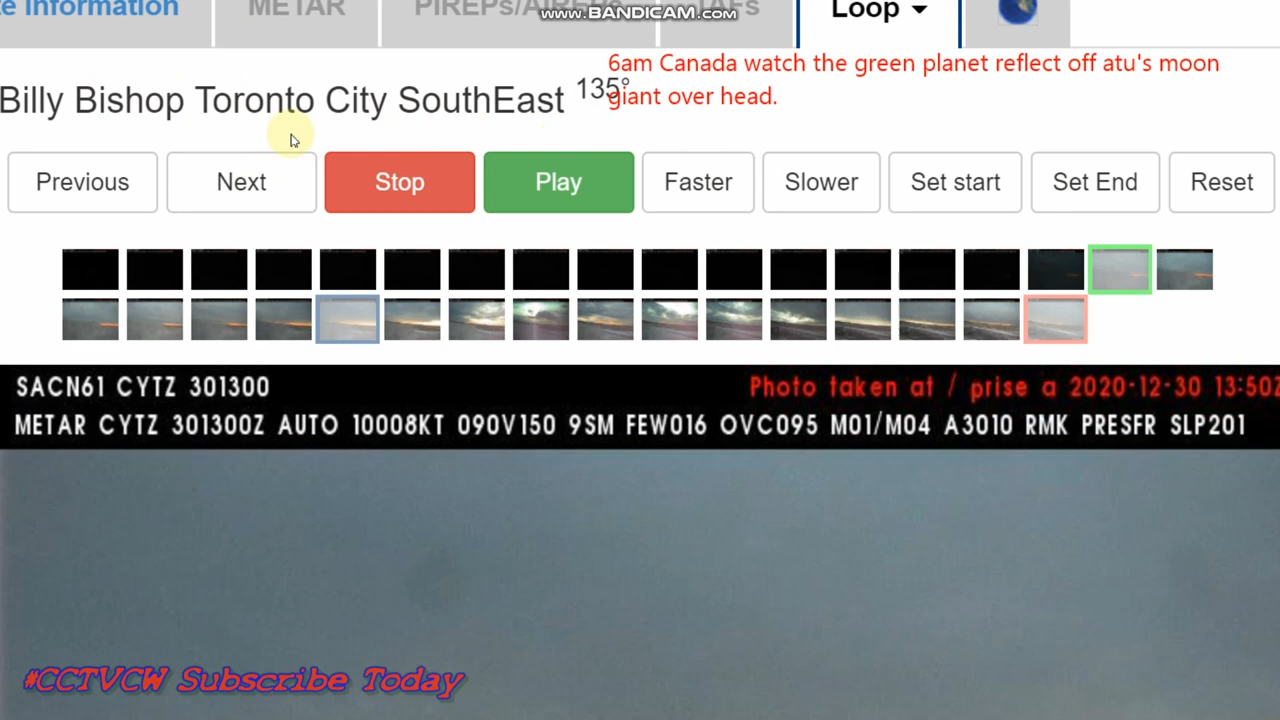 te Information METAR PIREPs/AIREPs TAFs Loop
www.BANDICAM.com
6am Canada watch the green planet reflect off atu's moon
giant over head.
Billy Bishop Toronto City SouthEast 135°
Previous Next Stop Play Faster Slower Set start Set End Reset
SACN61 CYTZ 301300 Photo taken at / prise a 2020-12-30 13:50Z
METAR CYTZ 301300Z AUTO 10008KT 090V150 9SM FEW016 OVC095 M01/M04 A3010 RMK PRESFR SLP201
#CCTVCW Subscribe Today